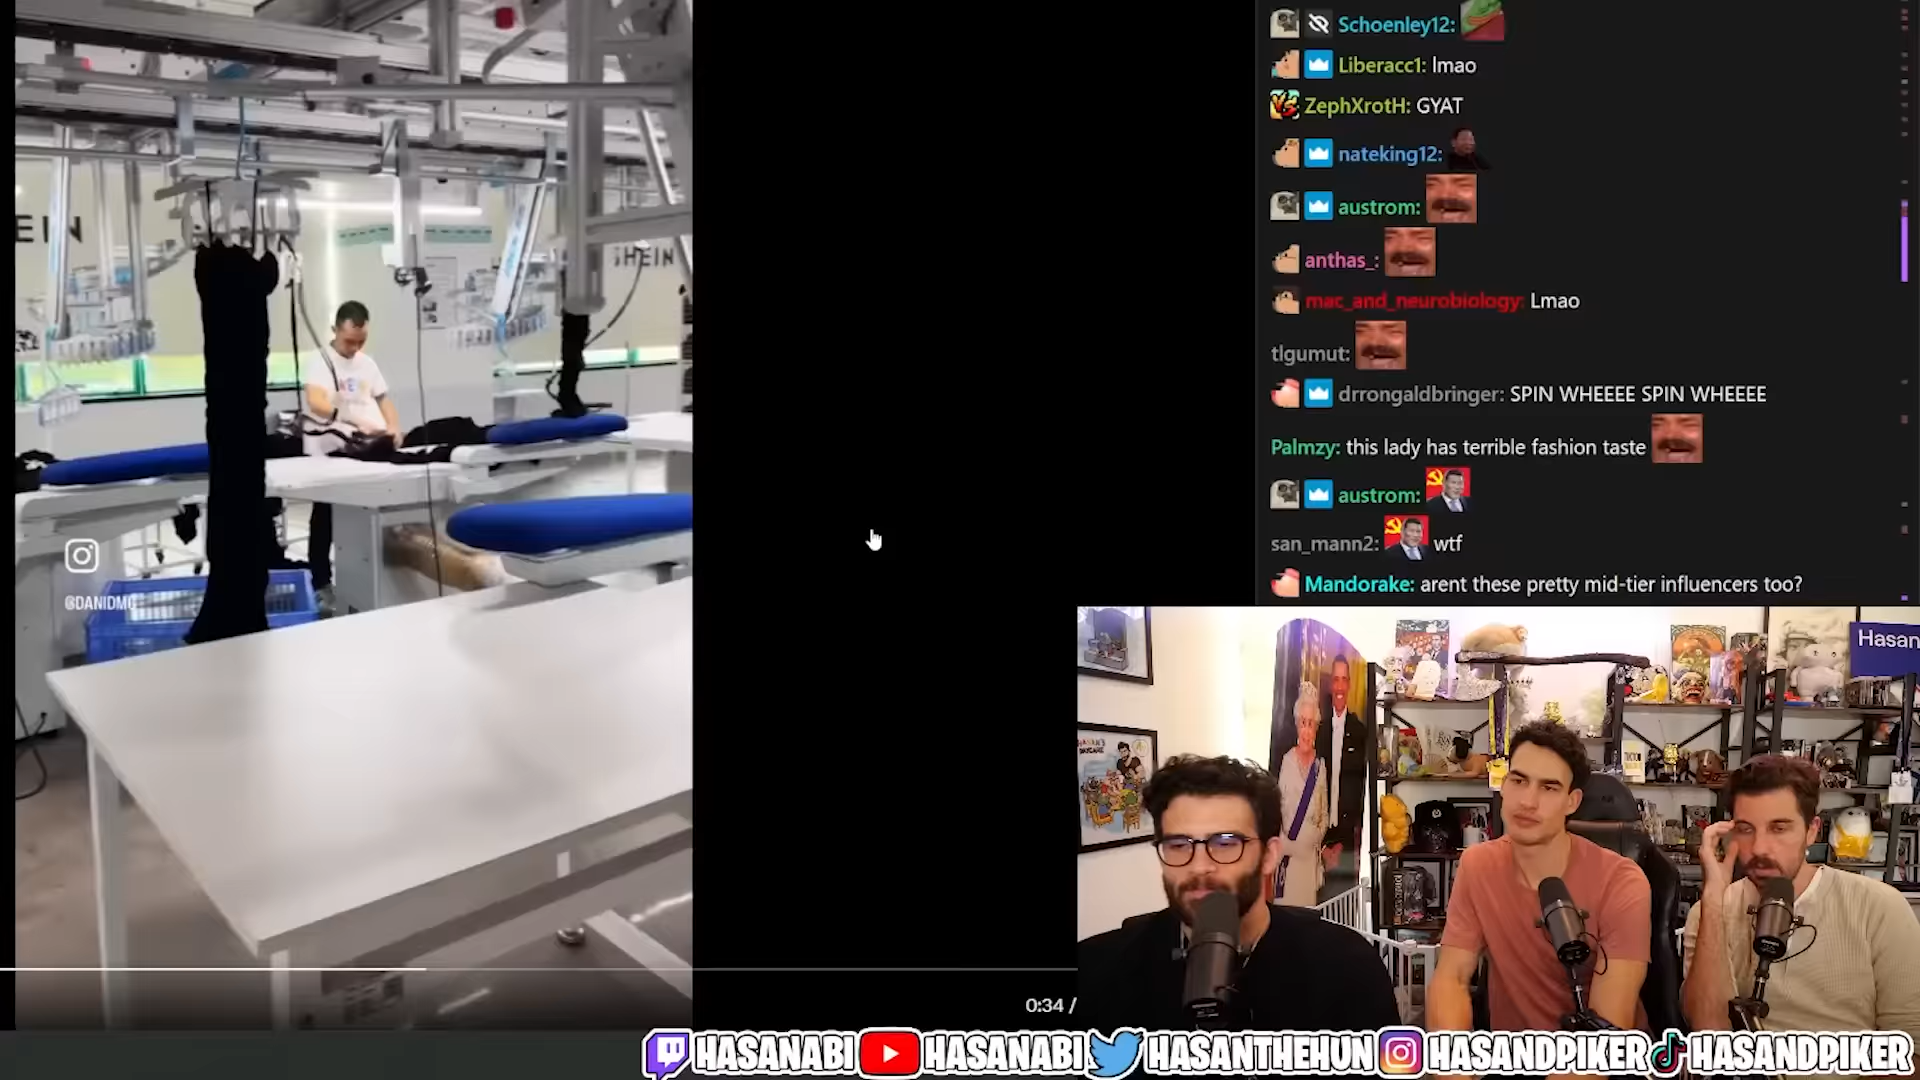 Schoenley12:
Liberacc1: lmao
ZephXrotH: GYAT
nateking12:
austrom:
anthas_:
mac_and_neurobiology: Lmao
tlgumut:
drrongaldbringer: SPIN WHEEEE SPIN WHEEEE
Palmzy: this lady has terrible fashion taste
austrom:
san_mann2: wtf
Mandorake: arent these pretty mid-tier influencers too?
EIN
SHEIN
@DANIDMC
Hasan
0:34 /
HASANABI HASANABI HASANTHEHUN HASANDPIKER HASANDPIKER